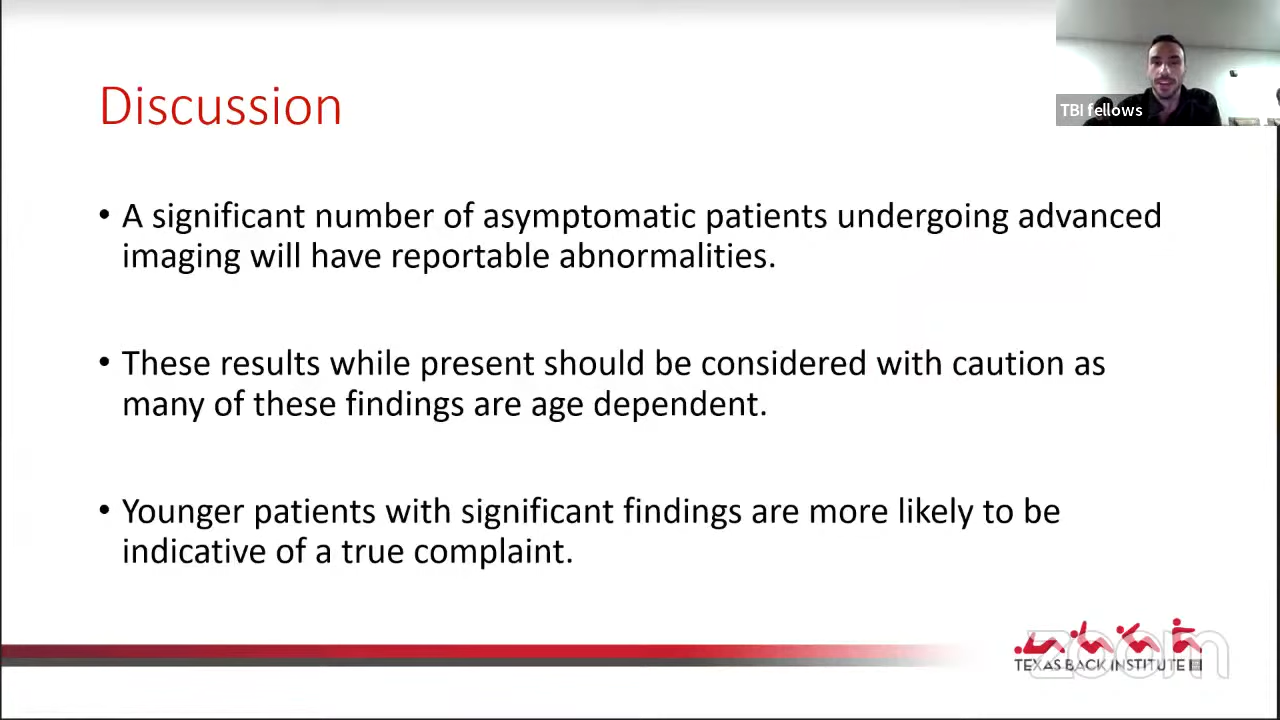 TBI fellows
Discussion
• A significant number of asymptomatic patients undergoing advanced
imaging will have reportable abnormalities.
• These results while present should be considered with caution as
many of these findings are age dependent.
• Younger patients with significant findings are more likely to be
indicative of a true complaint.
zoom
TEXAS BACK INSTITUTE